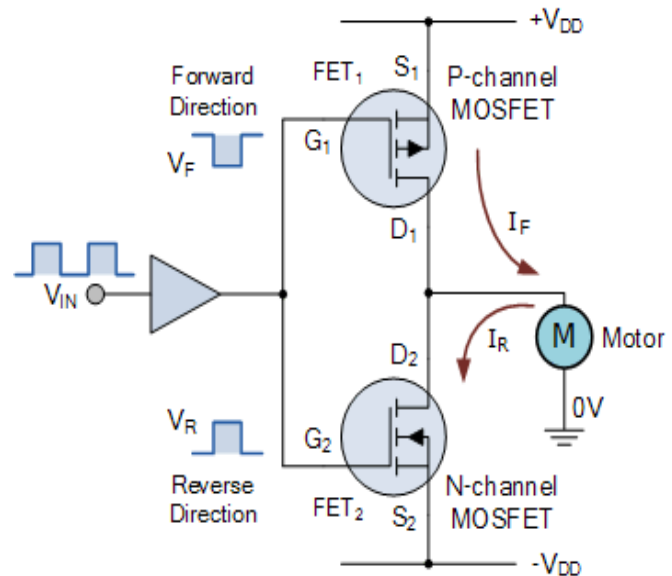 +VDD
Forward
Direction
FET1
S1
P-channel
MOSFET
VF
G1
D1
IF
VIN
M
Motor
IR
D2
0V
VR
G2
Reverse
Direction
FET2
S2
N-channel
MOSFET
-VDD